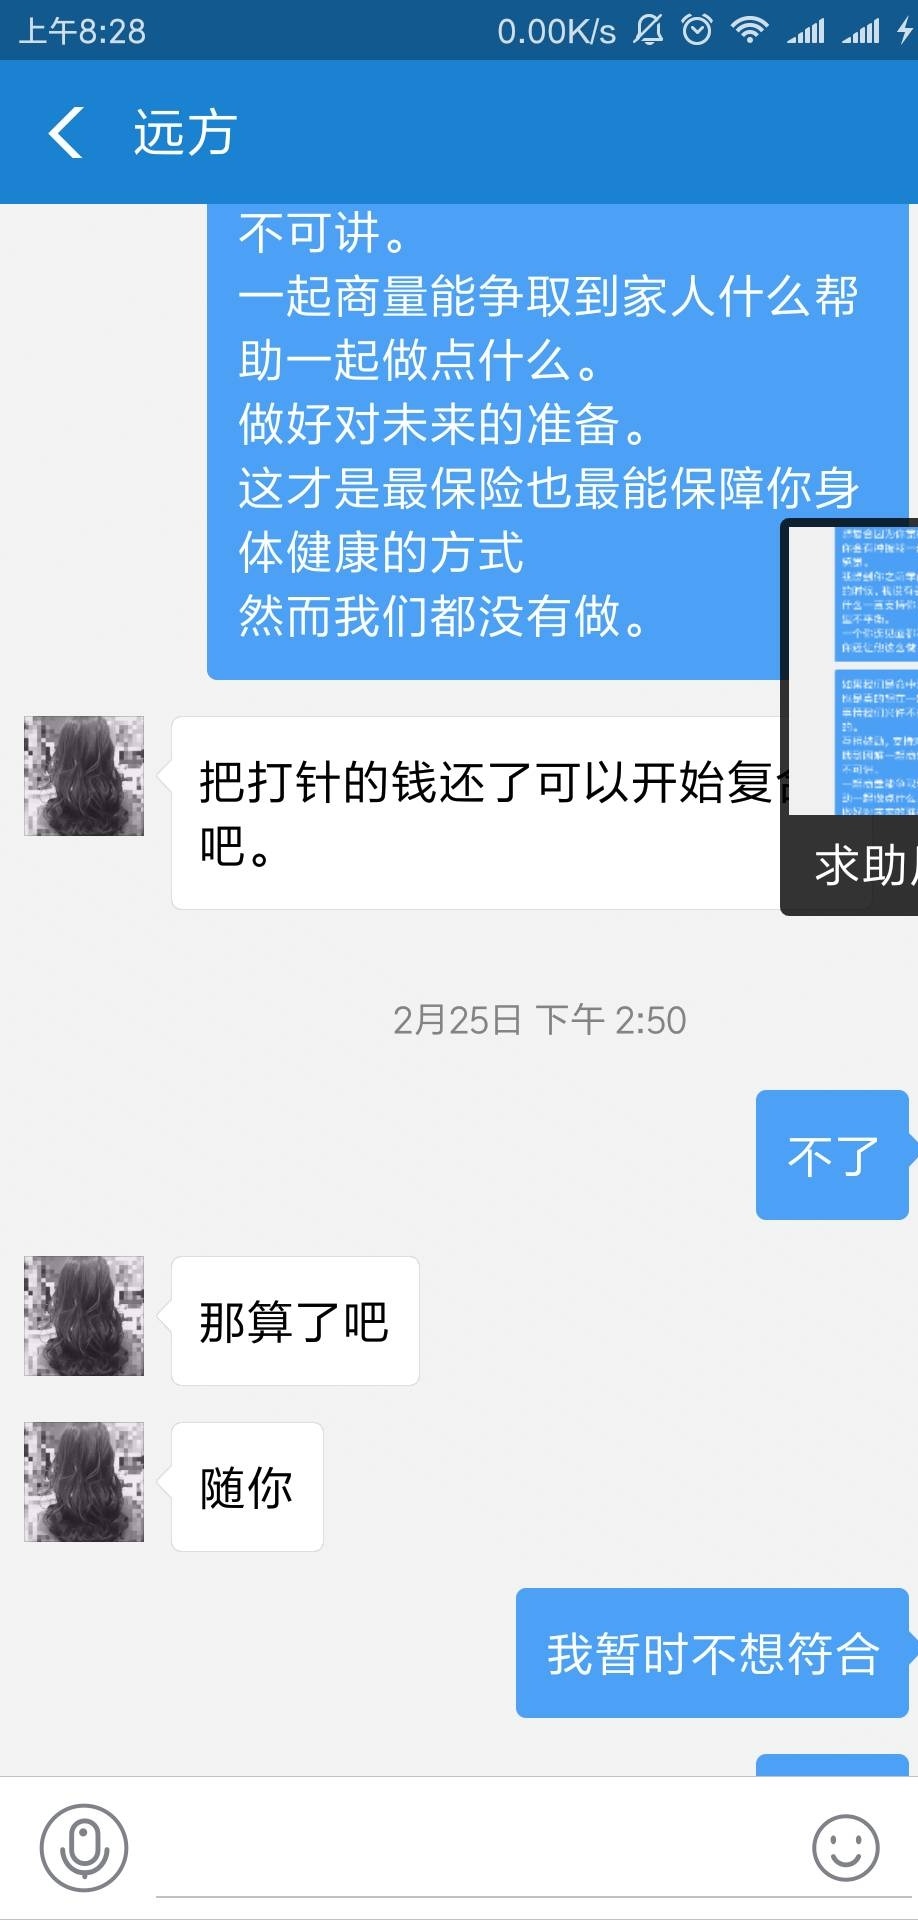 上午8:28 0.00K/s
远方
不可讲。
一起商量能争取到家人什么帮
助一起做点什么。
做好对未来的准备。
这才是最保险也最能保障你身
体健康的方式
然而我们都没有做。
把打针的钱还了可以开始复合
吧。
求助
2月25日 下午 2:50
不了
那算了吧
随你
我暂时不想符合